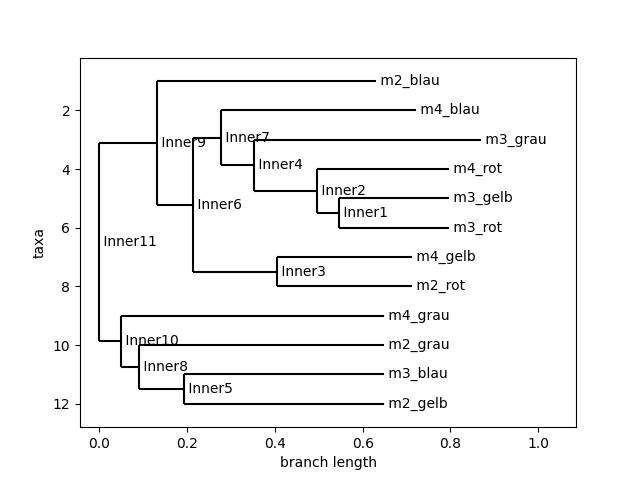 m2_blau
2
m4_blau
Inner7
m3_grau
Inner9
4
Inner4
m4_rot
Inner2
m3_gelb
Inner6
Inner1
6
m3_rot
taxa
Inner11
m4_gelb
Inner3
8
m2_rot
m4_grau
10
Inner10
m2_grau
Inner8
m3_blau
Inner5
12
m2_gelb
0.0 0.2 0.4 0.6 0.8 1.0
branch length